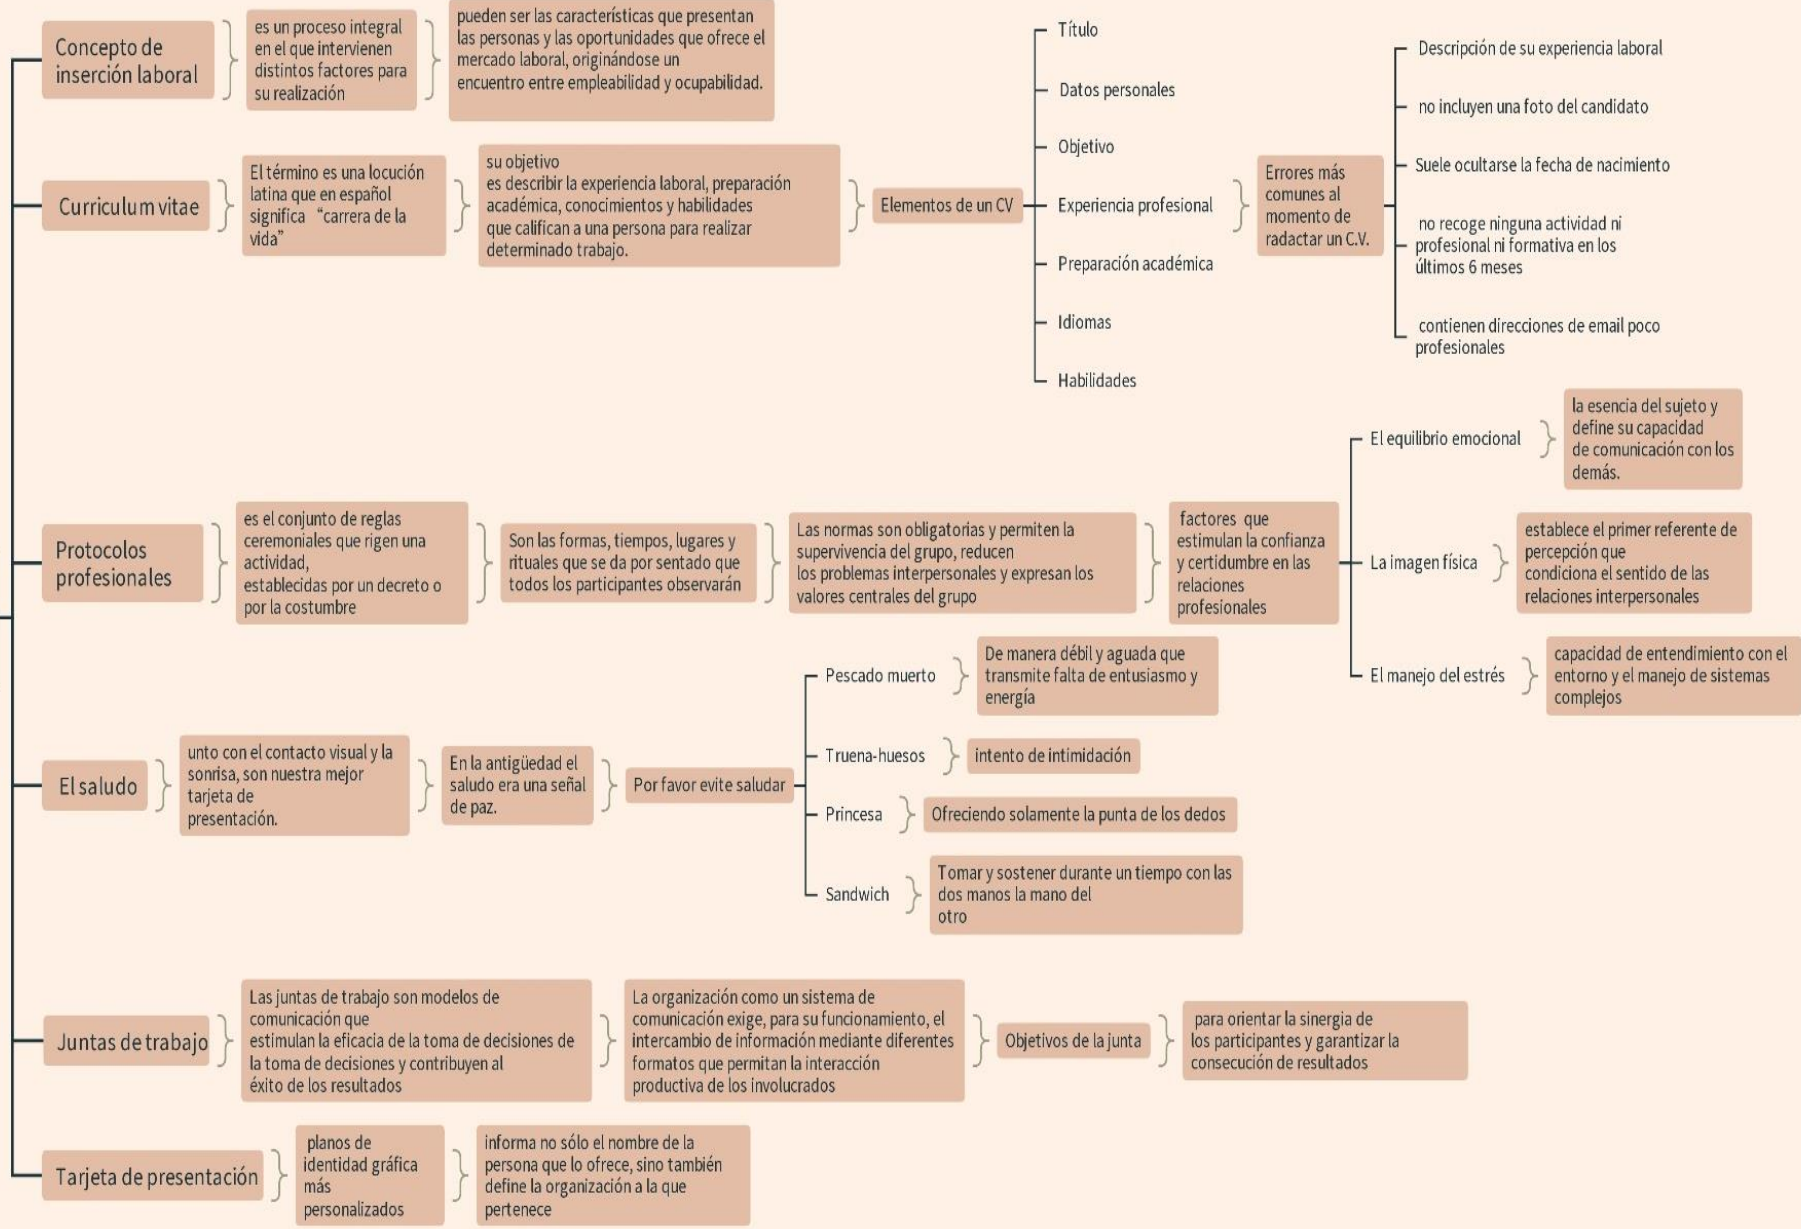 Concepto de
inserción laboral
es un proceso integral
en el que intervienen
distintos factores para
su realización
pueden ser las características que presentan
las personas y las oportunidades que ofrece el
mercado laboral, originándose un
encuentro entre empleabilidad y ocupabilidad.
Curriculum vitae
El término es una locución
latina que en español
significa “carrera de la
vida”
su objetivo
es describir la experiencia laboral, preparación
académica, conocimientos y habilidades
que califican a una persona para realizar
determinado trabajo.
Elementos de un CV
Título
Datos personales
Objetivo
Experiencia profesional
Preparación académica
Idiomas
Habilidades
Errores más
comunes al
momento de
radactar un C.V.
Descripción de su experiencia laboral
no incluyen una foto del candidato
Suele ocultarse la fecha de nacimiento
no recoge ninguna actividad ni
profesional ni formativa en los
últimos 6 meses
contienen direcciones de email poco
profesionales
Protocolos
profesionales
es el conjunto de reglas
ceremoniales que rigen una
actividad,
establecidas por un decreto o
por la costumbre
Son las formas, tiempos, lugares y
rituales que se da por sentado que
todos los participantes observarán
Las normas son obligatorias y permiten la
supervivencia del grupo, reducen
los problemas interpersonales y expresan los
valores centrales del grupo
factores que
estimulan la confianza
y certidumbre en las
relaciones
profesionales
El equilibrio emocional
la esencia del sujeto y
define su capacidad
de comunicación con los
demás.
La imagen física
establece el primer referente de
percepción que
condiciona el sentido de las
relaciones interpersonales
El manejo del estrés
capacidad de entendimiento con el
entorno y el manejo de sistemas
complejos
El saludo
unto con el contacto visual y la
sonrisa, son nuestra mejor
tarjeta de
presentación.
En la antigüedad el
saludo era una señal
de paz.
Por favor evite saludar
Pescado muerto
De manera débil y aguada que
transmite falta de entusiasmo y
energía
Truena-huesos
intento de intimidación
Princesa
Ofreciendo solamente la punta de los dedos
Sandwich
Tomar y sostener durante un tiempo con las
dos manos la mano del
otro
Juntas de trabajo
Las juntas de trabajo son modelos de
comunicación que
estimulan la eficacia de la toma de decisiones de
la toma de decisiones y contribuyen al
éxito de los resultados
La organización como un sistema de
comunicación exige, para su funcionamiento, el
intercambio de información mediante diferentes
formatos que permitan la interacción
productiva de los involucrados
Objetivos de la junta
para orientar la sinergia de
los participantes y garantizar la
consecución de resultados
Tarjeta de presentación
planos de
identidad gráfica
más
personalizados
informa no sólo el nombre de la
persona que lo ofrece, sino también
define la organización a la que
pertenece